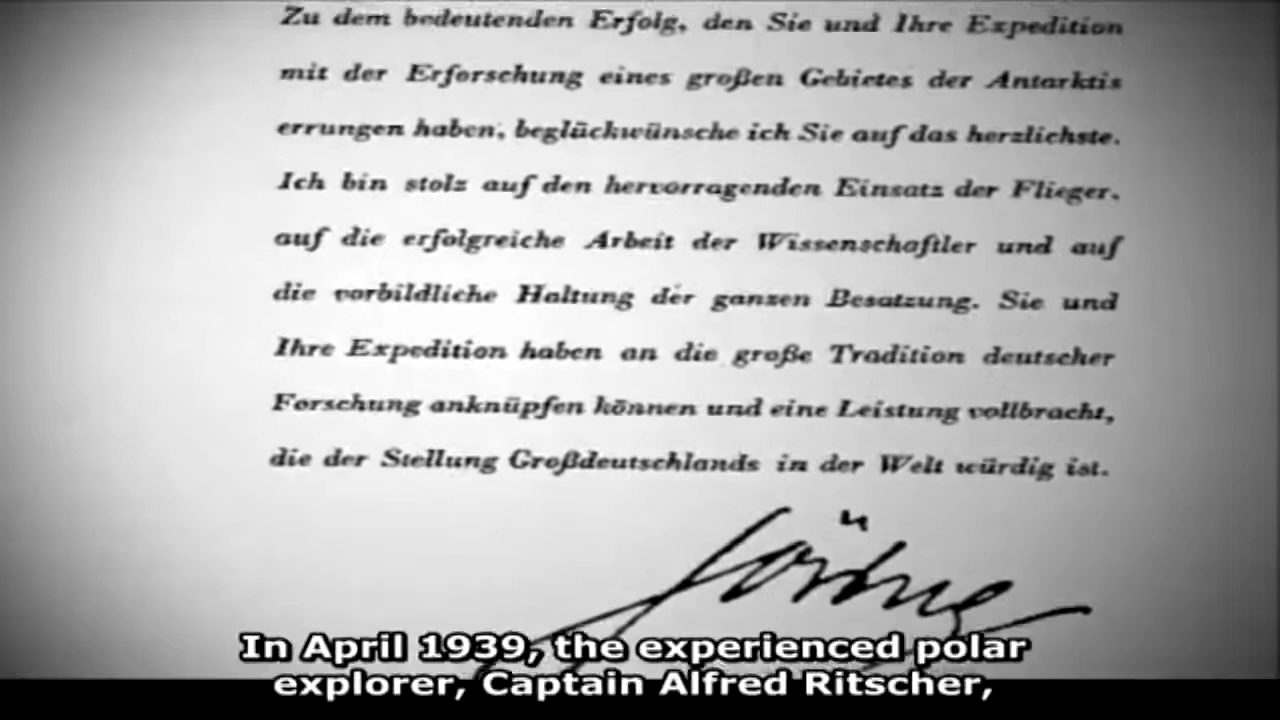 Zu dem bedeutenden Erfolg, den Sie und Ihre Expedition
mit der Erforschung eines großen Gebietes der Antarktis
errungen haben, beglückwünsche ich Sie auf das herzlichste.
Ich bin stolz auf den hervorragenden Einsatz der Flieger,
auf die erfolgreiche Arbeit der Wissenschaftler und auf
die vorbildliche Haltung der ganzen Besatzung. Sie und
Ihre Expedition haben an die große Tradition deutscher
Forschung anknüpfen können und eine Leistung vollbracht,
die der Stellung Großdeutschlands in der Welt würdig ist.
Göring
In April 1939, the experienced polar
explorer, Captain Alfred Ritscher,